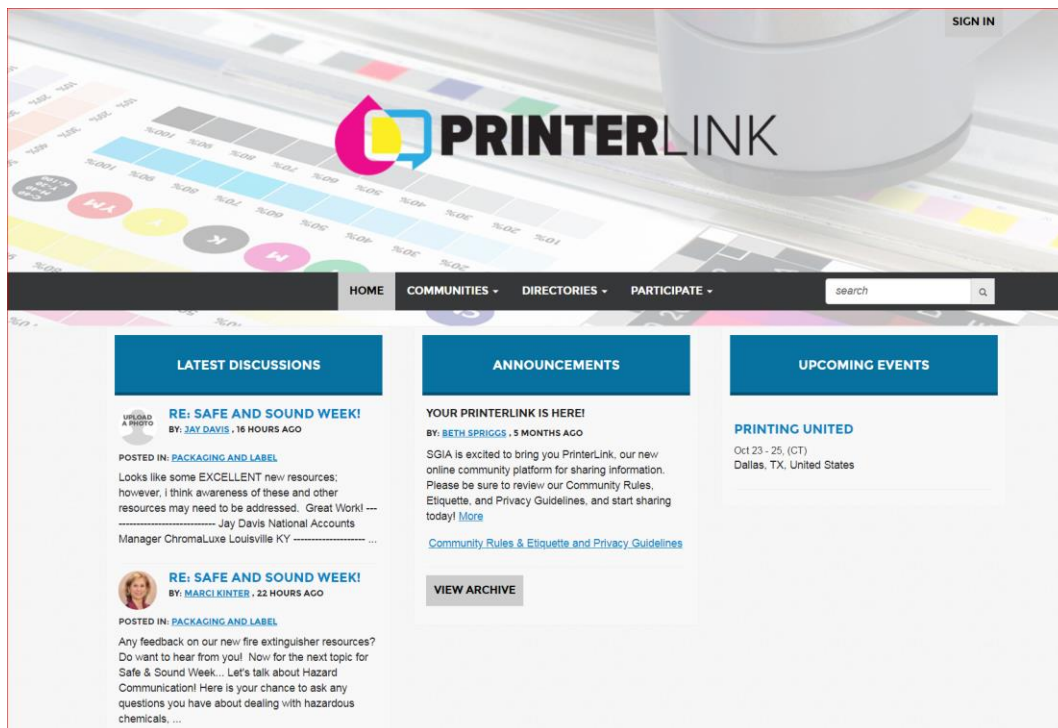 SIGN IN
PRINTERLINK
HOME
COMMUNITIES
DIRECTORIES
PARTICIPATE
search
LATEST DISCUSSIONS
UPLOAD
A PHOTO
RE: SAFE AND SOUND WEEK!
BY: JAY DAVIS , 16 HOURS AGO
POSTED IN: PACKAGING AND LABEL
Looks like some EXCELLENT new resources;
however, i think awareness of these and other
resources may need to be addressed.  Great Work! ---
--------------------------- Jay Davis National Accounts
Manager ChromaLuxe Louisville KY -------------------- ...
RE: SAFE AND SOUND WEEK!
BY: MARCI KINTER , 22 HOURS AGO
POSTED IN: PACKAGING AND LABEL
Any feedback on our new fire extinguisher resources?
Do want to hear from you!  Now for the next topic for
Safe & Sound Week... Let's talk about Hazard
Communication! Here is your chance to ask any
questions you have about dealing with hazardous
chemicals, ...
ANNOUNCEMENTS
YOUR PRINTERLINK IS HERE!
BY: BETH SPRIGGS , 5 MONTHS AGO
SGIA is excited to bring you PrinterLink, our new
online community platform for sharing information.
Please be sure to review our Community Rules,
Etiquette, and Privacy Guidelines, and start sharing
today! More
Community Rules & Etiquette and Privacy Guidelines
VIEW ARCHIVE
UPCOMING EVENTS
PRINTING UNITED
Oct 23 - 25, (CT)
Dallas, TX, United States